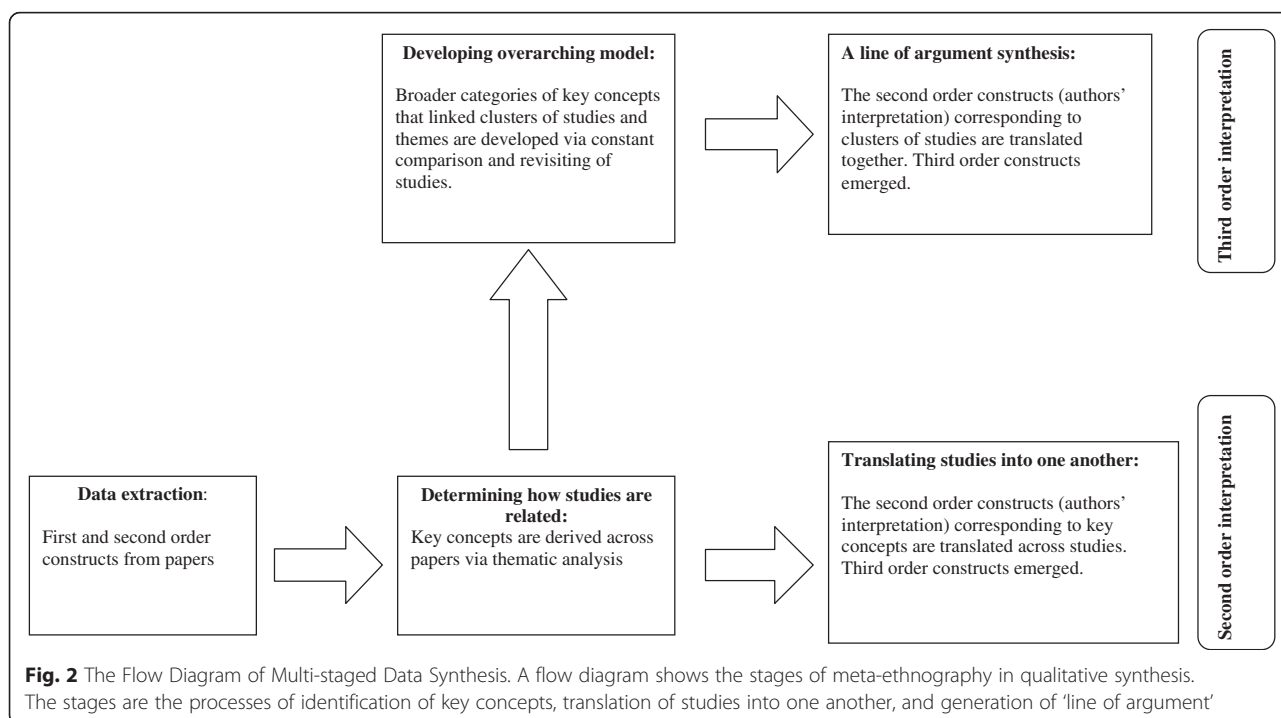 Developing overarching model:
Broader categories of key concepts
that linked clusters of studies and
themes are developed via constant
comparison and revisiting of
studies.
A line of argument synthesis:
The second order constructs (authors’
interpretation) corresponding to
clusters of studies are translated
together. Third order constructs
emerged.
Third order interpretation
Data extraction:
First and second order
constructs from papers
Determining how studies are
related:
Key concepts are derived across
papers via thematic analysis
Translating studies into one another:
The second order constructs (authors’
interpretation) corresponding to key
concepts are translated across studies.
Third order constructs emerged.
Second order interpretation
Fig. 2 The Flow Diagram of Multi-staged Data Synthesis. A flow diagram shows the stages of meta-ethnography in qualitative synthesis.
The stages are the processes of identification of key concepts, translation of studies into one another, and generation of ‘line of argument’